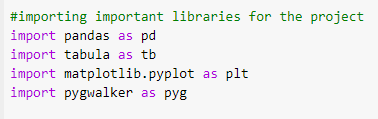 #importing important libraries for the project
import pandas as pd
import tabula as tb
import matplotlib.pyplot as plt
import pygwalker as pyg